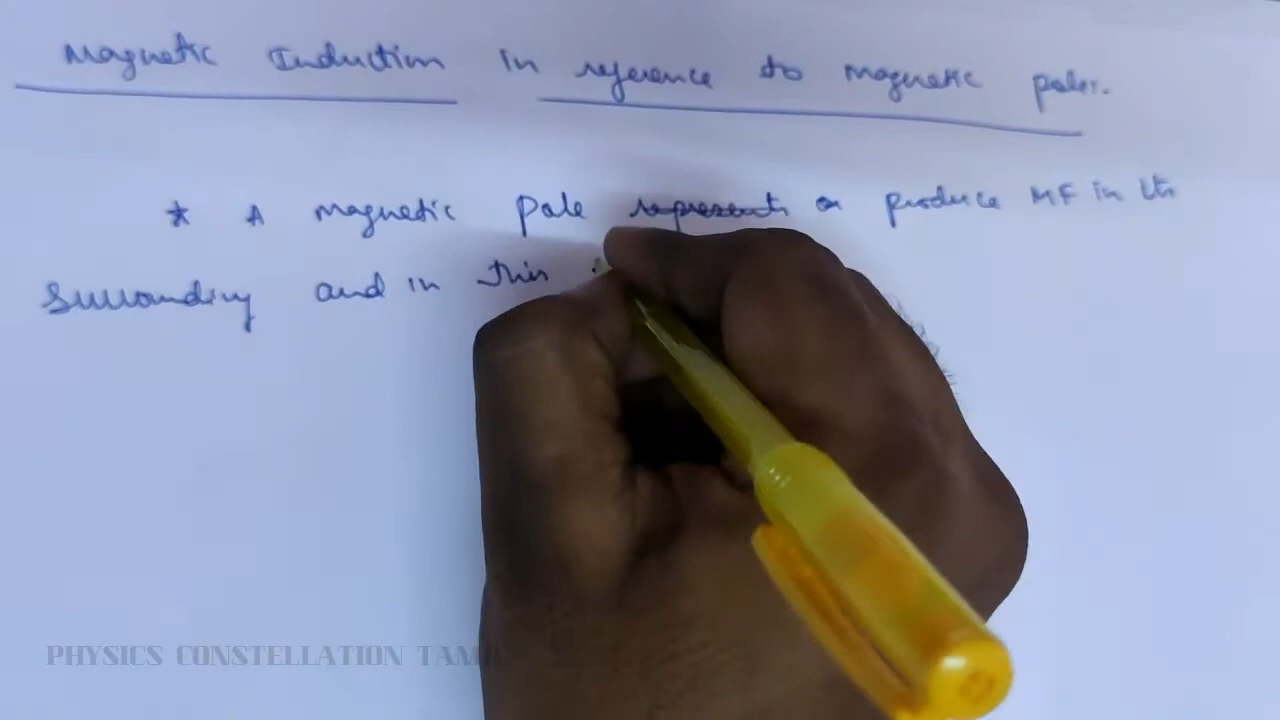 Magnetic Induction in reference to magnetic poles.
* A magnetic pole represents or produce MF in its
surrounding and in this
PHYSICS CONSTELLATION TAMIL